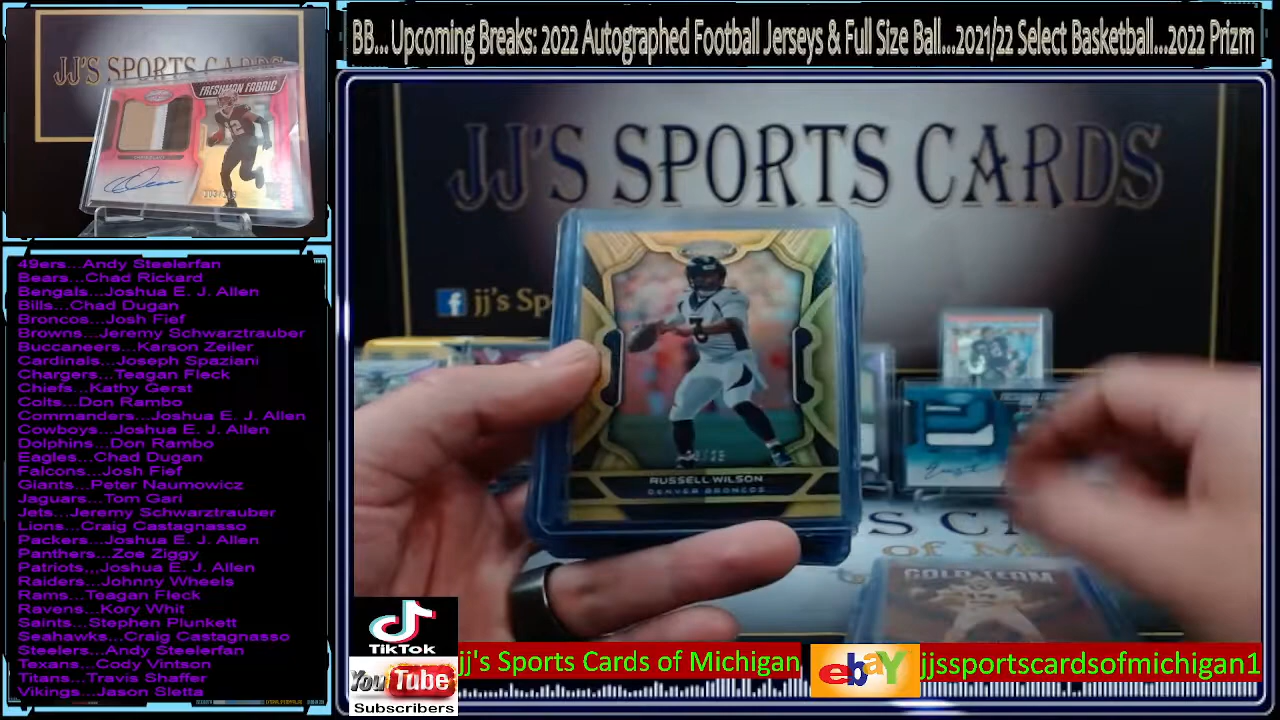 BB... Upcoming Breaks: 2022 Autographed Football Jerseys & Full Size Ball...2021/22 Select Basketball...2022 Prizm
JJ'S SPORTS CARDS
FRESHMAN FABRIC
JJ'S SPORTS CARDS
jj's Sp
RUSSELL WILSON
DENVER BRONCOS
GOLD TEAM
49ers...Andy Steelerfan
Bears...Chad Rickard
Bengals...Joshua E. J. Allen
Bills...Chad Dugan
Broncos...Josh Fief
Browns...Jeremy Schwarztrauber
Buccaneers...Karson Zeiler
Cardinals...Joseph Spaziani
Chargers...Teagan Fleck
Chiefs...Kathy Gerst
Colts...Don Rambo
Commanders...Joshua E. J. Allen
Cowboys...Joshua E. J. Allen
Dolphins...Don Rambo
Eagles...Chad Dugan
Falcons...Josh Fief
Giants...Peter Naumowicz
Jaguars...Tom Gari
Jets...Jeremy Schwarztrauber
Lions...Craig Castagnasso
Packers...Joshua E. J. Allen
Panthers...Zoe Ziggy
Patriots,,,Joshua E. J. Allen
Raiders...Johnny Wheels
Rams...Teagan Fleck
Ravens...Kory Whit
Saints...Stephen Plunkett
Seahawks...Craig Castagnasso
Steelers...Andy Steelerfan
Texans...Cody Vintson
Titans...Travis Shaffer
Vikings...Jason Sletta
TikTok
YouTube
Subscribers
jj's Sports Cards of Michigan
ebaY
jjssportscardsofmichigan1